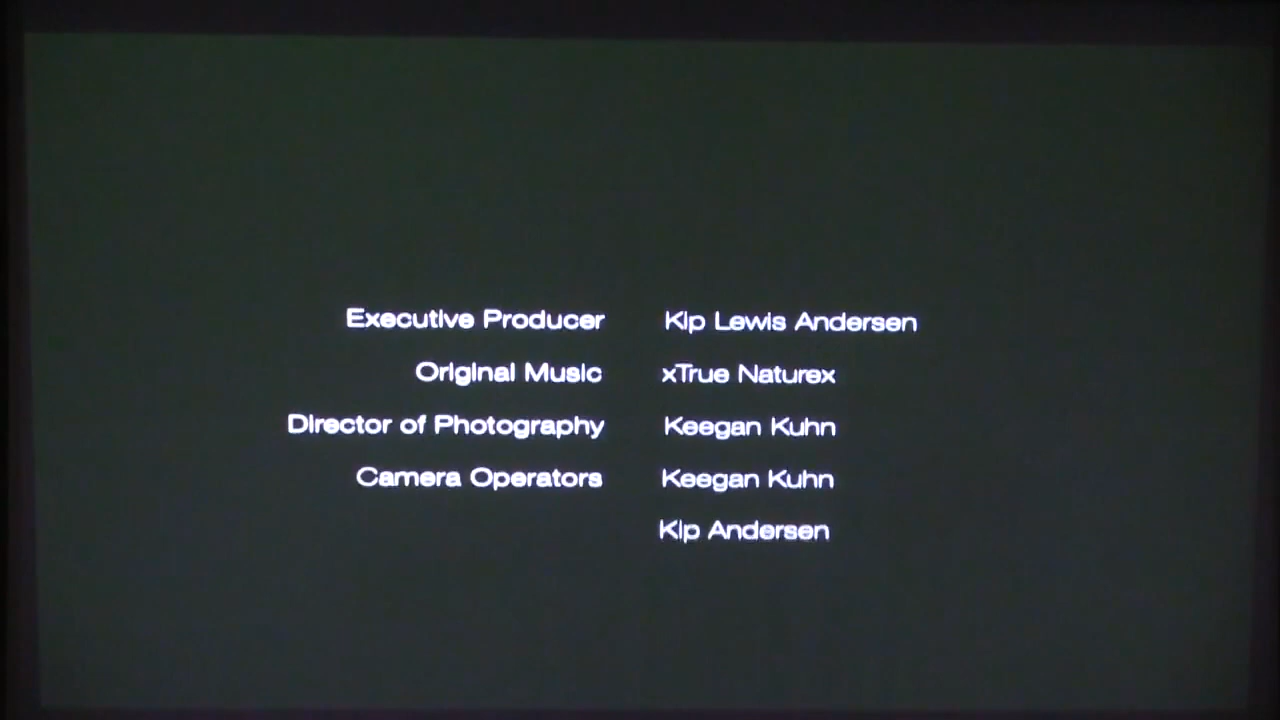 Executive Producer Kip Lewis Andersen
Original Music xTrue Naturex
Director of Photography Keegan Kuhn
Camera Operators Keegan Kuhn
Kip Andersen